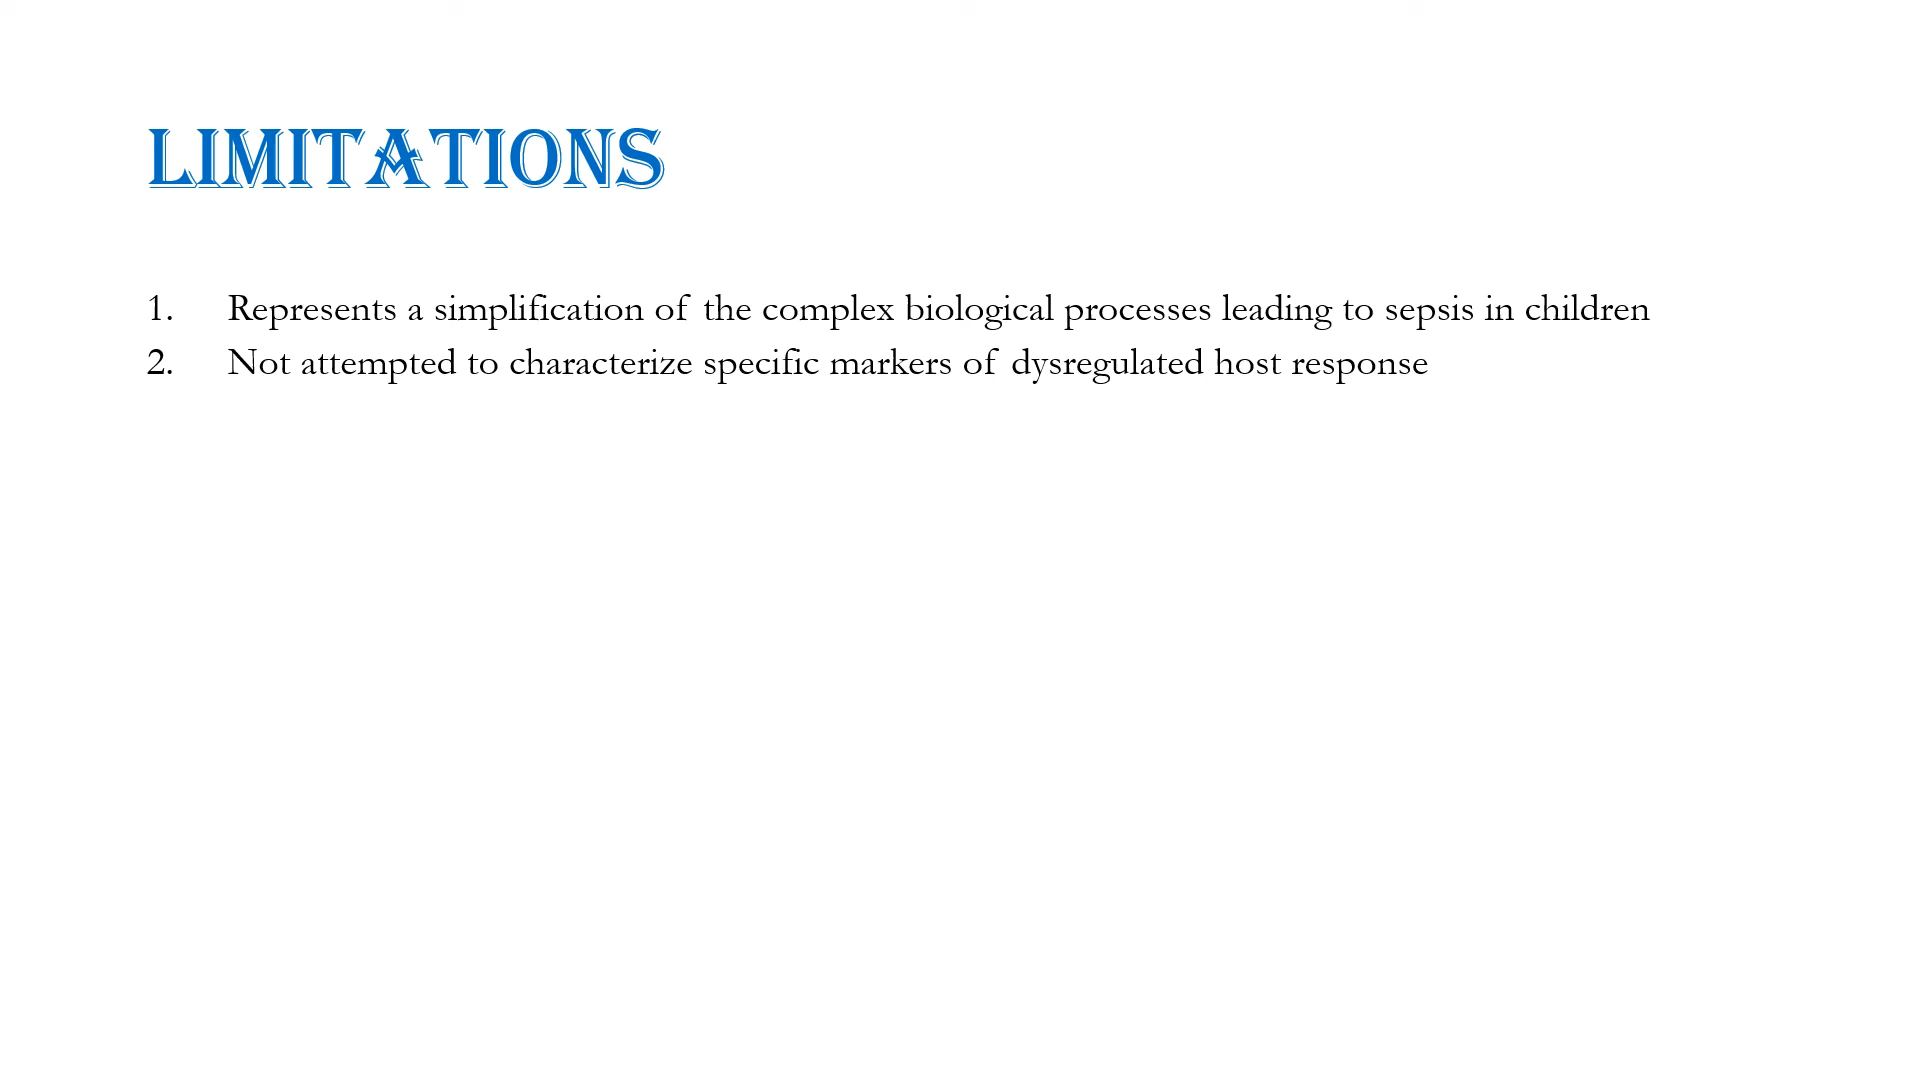 LIMITATIONS
1. Represents a simplification of the complex biological processes leading to sepsis in children
2. Not attempted to characterize specific markers of dysregulated host response